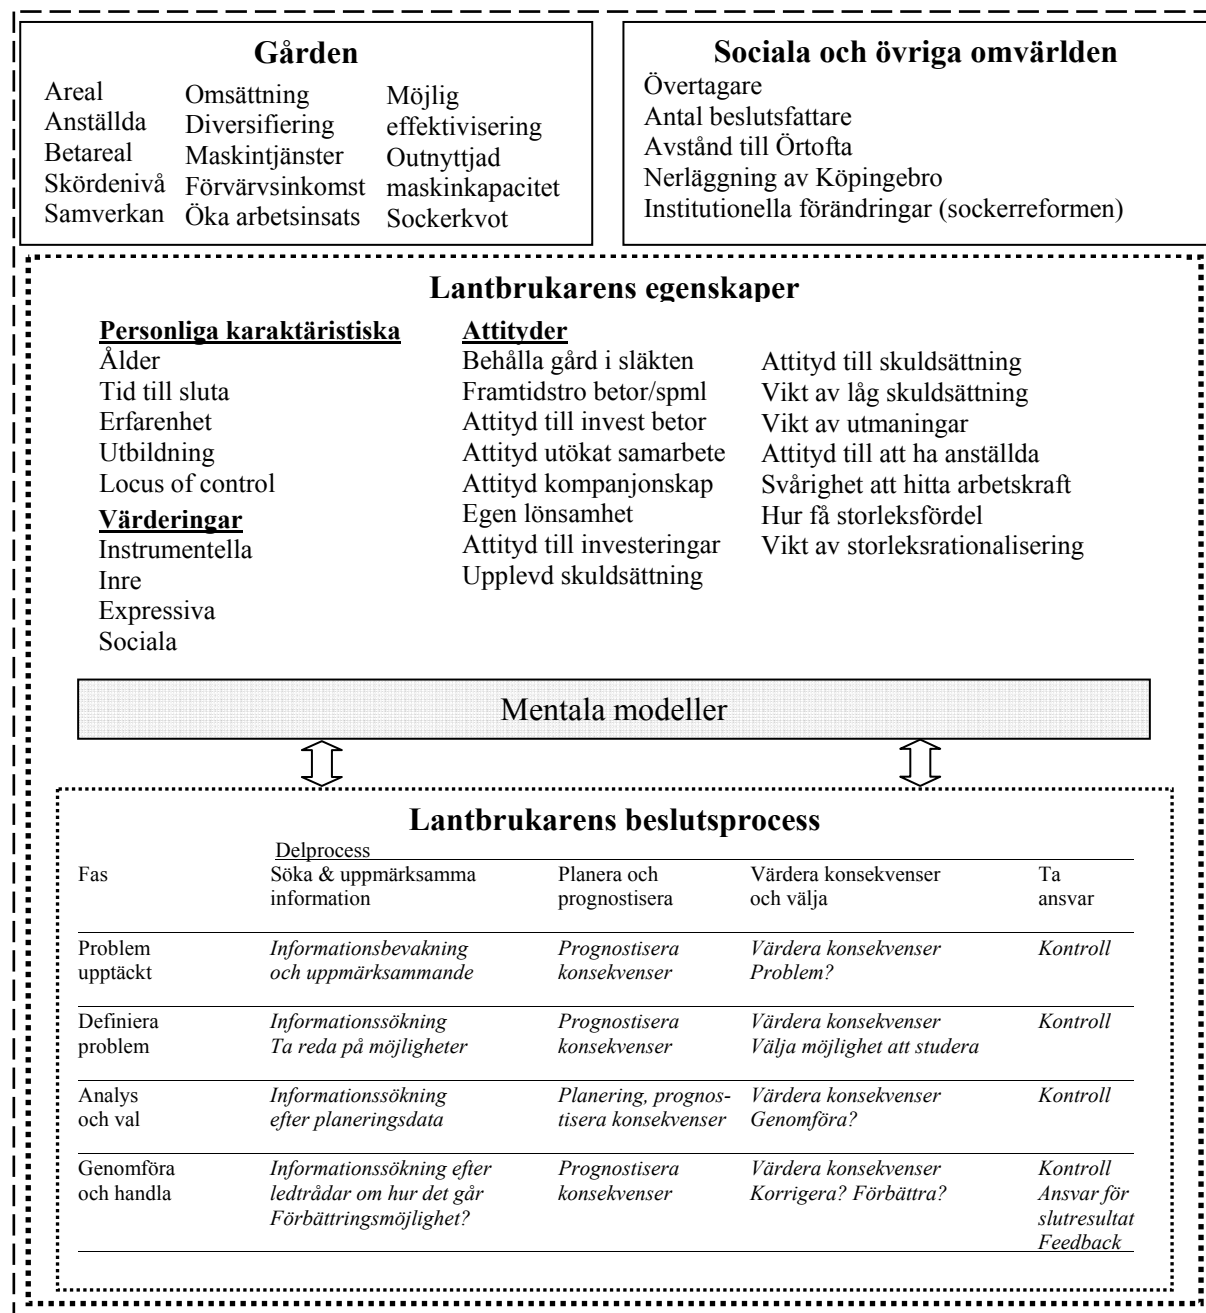 Gården
Areal
Anställda
Betareal
Skördenivå
Samverkan
Omsättning
Diversifiering
Maskintjänster
Förvärvsinkomst
Öka arbetsinsats
Möjlig
effektivisering
Outnyttjad
maskinkapacitet
Sockerkvot
Sociala och övriga omvärlden
Övertagare
Antal beslutsfattare
Avstånd till Örtofta
Nerläggning av Köpingebro
Institutionella förändringar (sockerreformen)
Lantbrukarens egenskaper
Personliga karaktäristiska
Ålder
Tid till sluta
Erfarenhet
Utbildning
Locus of control
Värderingar
Instrumentella
Inre
Expressiva
Sociala
Attityder
Behålla gård i släkten
Framtidstro betor/spml
Attityd till invest betor
Attityd utökat samarbete
Attityd kompanjonskap
Egen lönsamhet
Attityd till investeringar
Upplevd skuldsättning
Attityd till skuldsättning
Vikt av låg skuldsättning
Vikt av utmaningar
Attityd till att ha anställda
Svårighet att hitta arbetskraft
Hur få storleksfördel
Vikt av storleksrationalisering
Mentala modeller
Lantbrukarens beslutsprocess
Delprocess
Fas
Söka & uppmärksamma
information
Planera och
prognostisera
Värdera konsekvenser
och välja
Ta
ansvar
Problem
upptäckt
Informationsbevakning
och uppmärksammande
Prognostisera
konsekvenser
Värdera konsekvenser
Problem?
Kontroll
Definiera
problem
Informationssökning
Ta reda på möjligheter
Prognostisera
konsekvenser
Värdera konsekvenser
Välja möjlighet att studera
Kontroll
Analys
och val
Informationssökning
efter planeringsdata
Planering, prognos-
tisera konsekvenser
Värdera konsekvenser
Genomföra?
Kontroll
Genomföra
och handla
Informationssökning efter
ledtrådar om hur det går
Förbättringsmöjlighet?
Prognostisera
konsekvenser
Värdera konsekvenser
Korrigera? Förbättra?
Kontroll
Ansvar för
slutresultat
Feedback